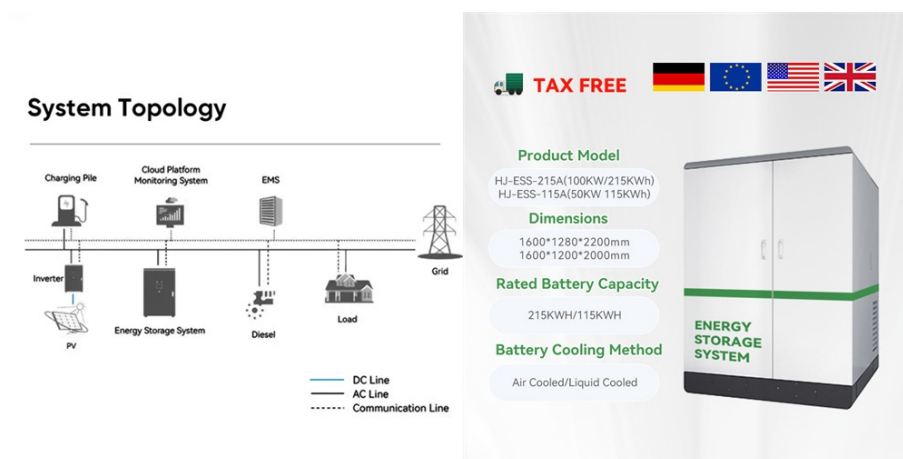 System Topology
Charging Pile
Cloud Platform
Monitoring System
EMS
Grid
Inverter
PV
Energy Storage System
Diesel
Load
DC Line
AC Line
Communication Line
TAX FREE
Product Model
HJ-ESS-215A(100KW/215KWh)
HJ-ESS-115A(50KW 115KWh)
Dimensions
1600*1280*2200mm
1600*1200*2000mm
Rated Battery Capacity
215KWH/115KWH
Battery Cooling Method
Air Cooled/Liquid Cooled
ENERGY
STORAGE
SYSTEM